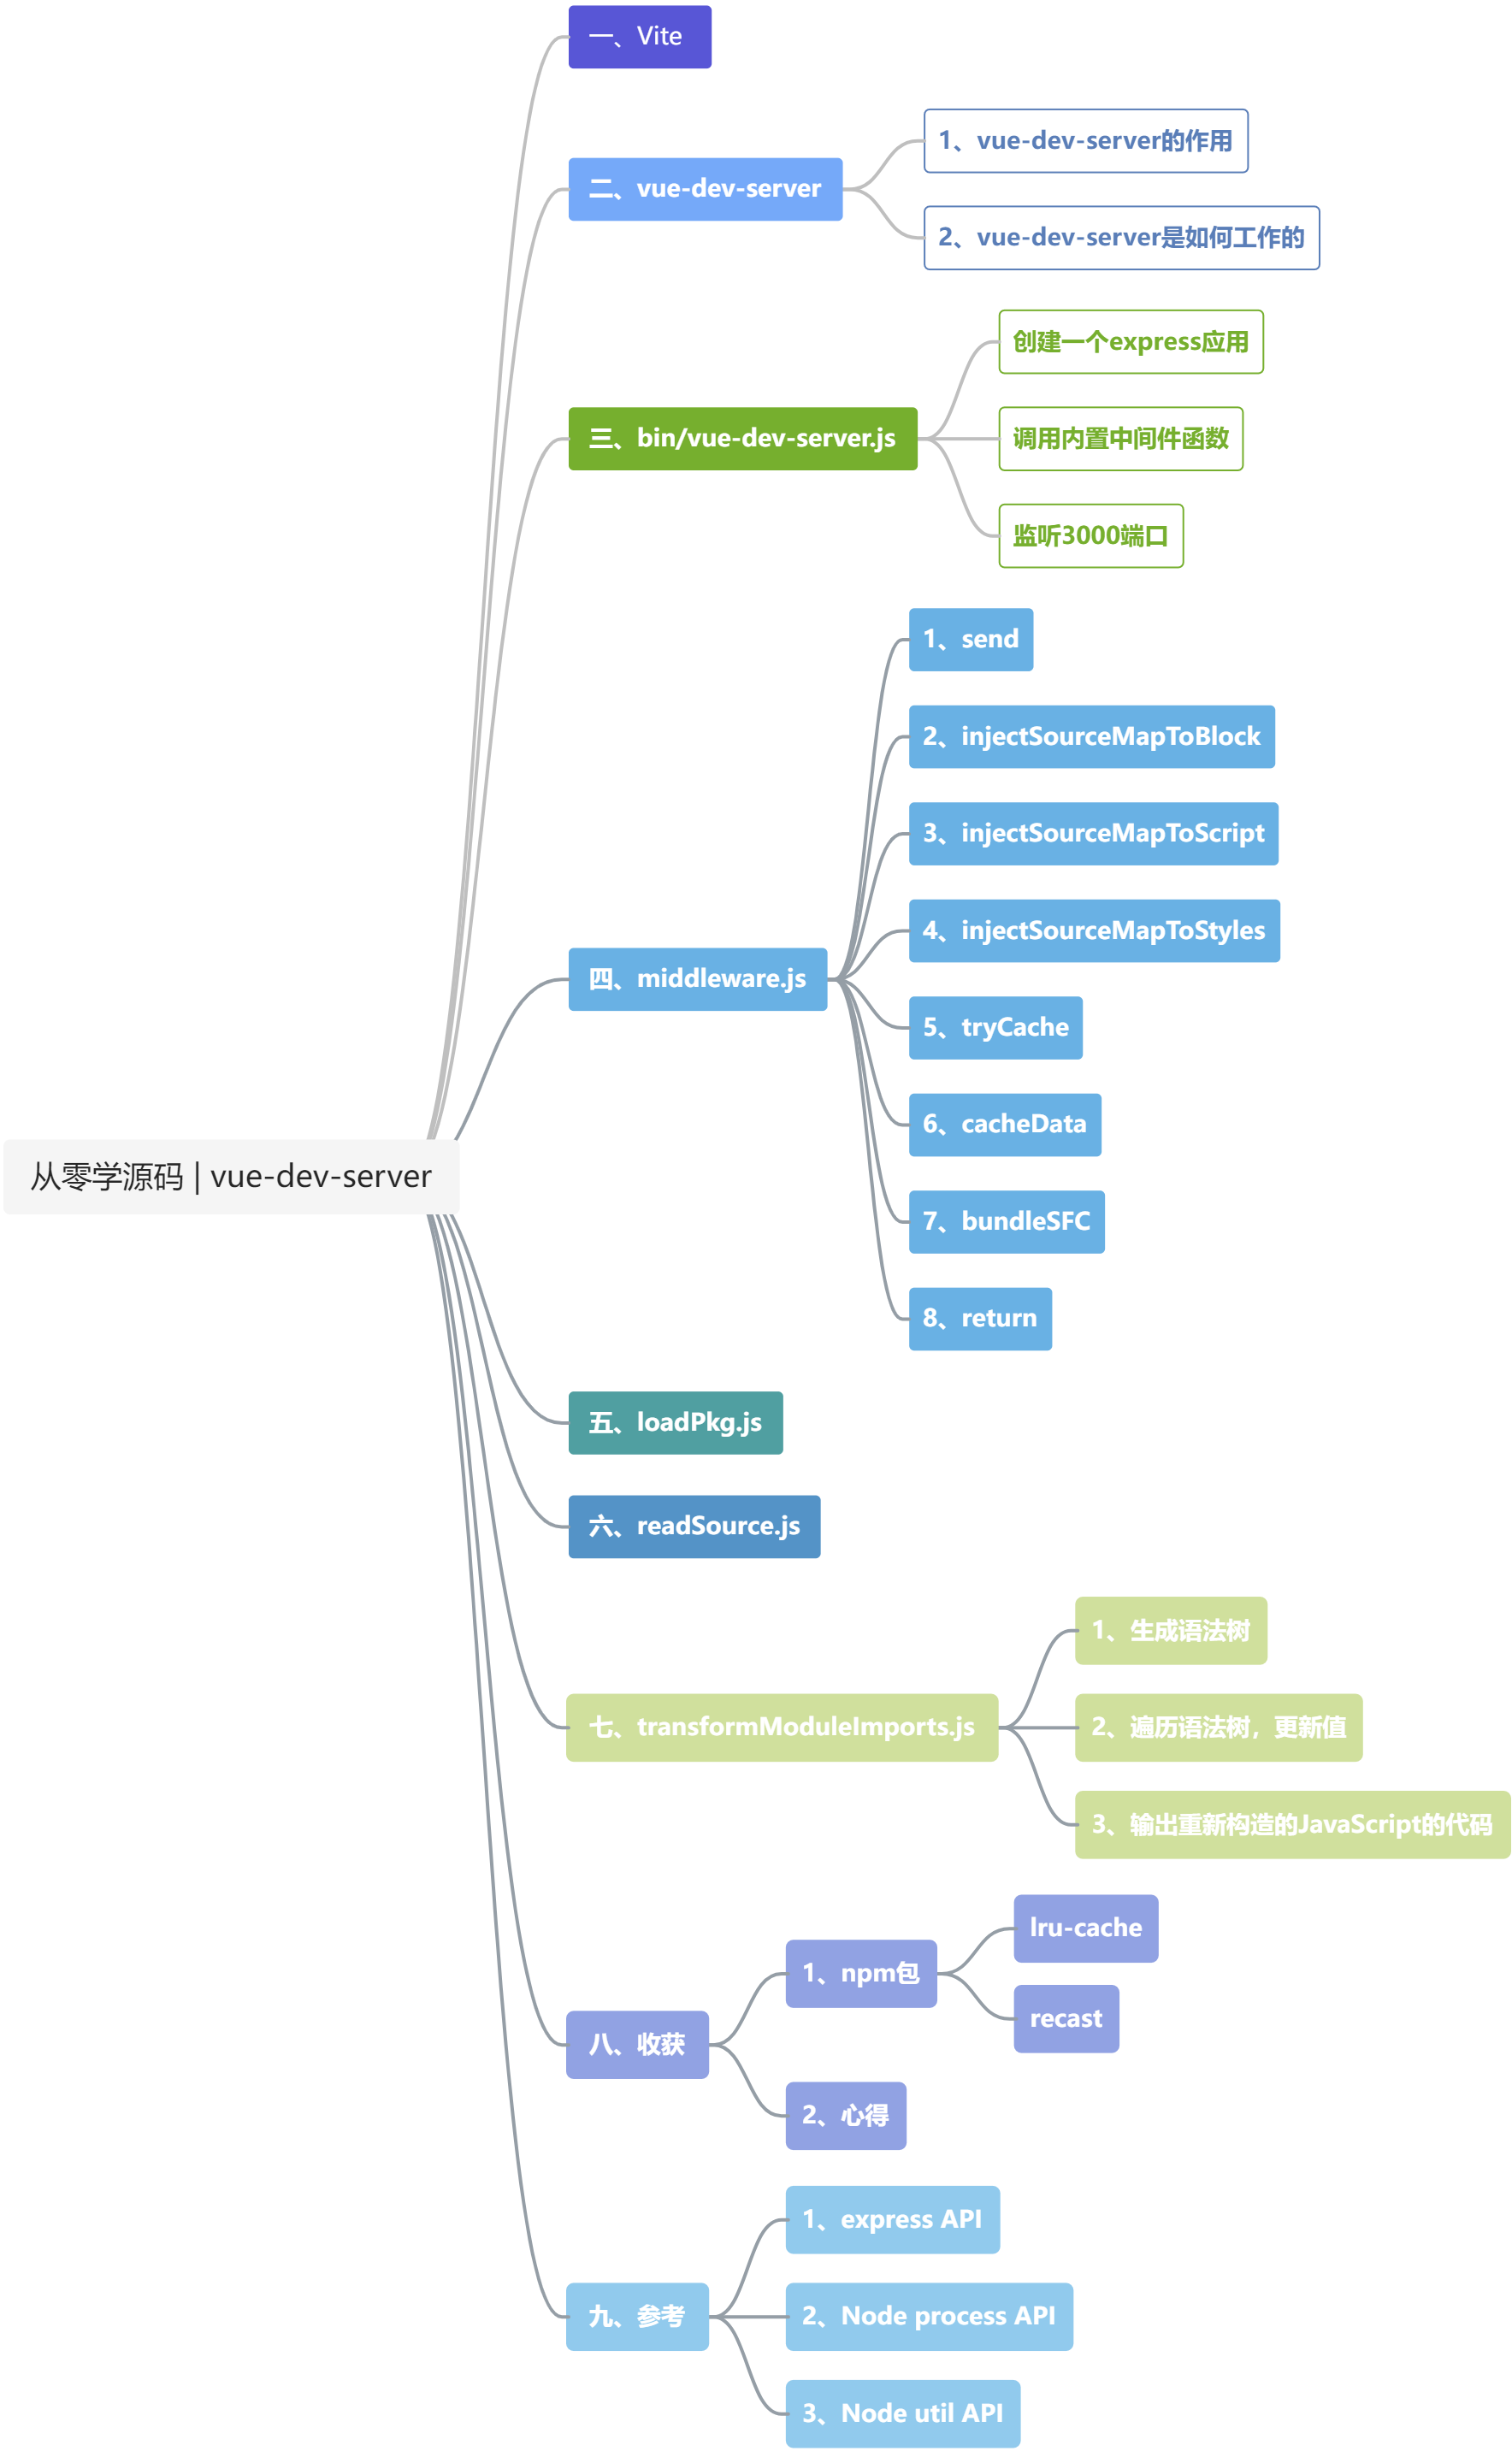 从零学源码 | vue-dev-server
一、Vite
二、vue-dev-server
1、vue-dev-server的作用
2、vue-dev-server是如何工作的
三、bin/vue-dev-server.js
创建一个express应用
调用内置中间件函数
监听3000端口
四、middleware.js
1、send
2、injectSourceMapToBlock
3、injectSourceMapToScript
4、injectSourceMapToStyles
5、tryCache
6、cacheData
7、bundleSFC
8、return
五、loadPkg.js
六、readSource.js
七、transformModuleImports.js
1、生成语法树
2、遍历语法树，更新值
3、输出重新构造的JavaScript的代码
八、收获
1、npm包
lru-cache
recast
2、心得
九、参考
1、express API
2、Node process API
3、Node util API